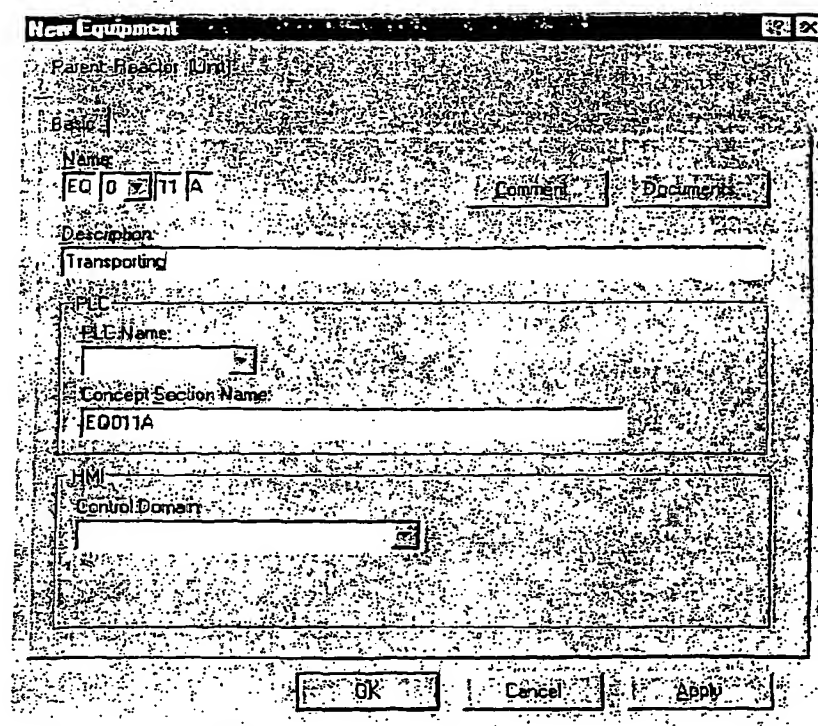 New Equipment
Parent: Reactor (Unit)
Basic
Name:
EQ 0 11 A
Comment... Documents...
Description:
Transporting
PLC
PLC Name:
Concept Section Name:
EQ011A
HMI
Control Domain:
OK Cancel Apply